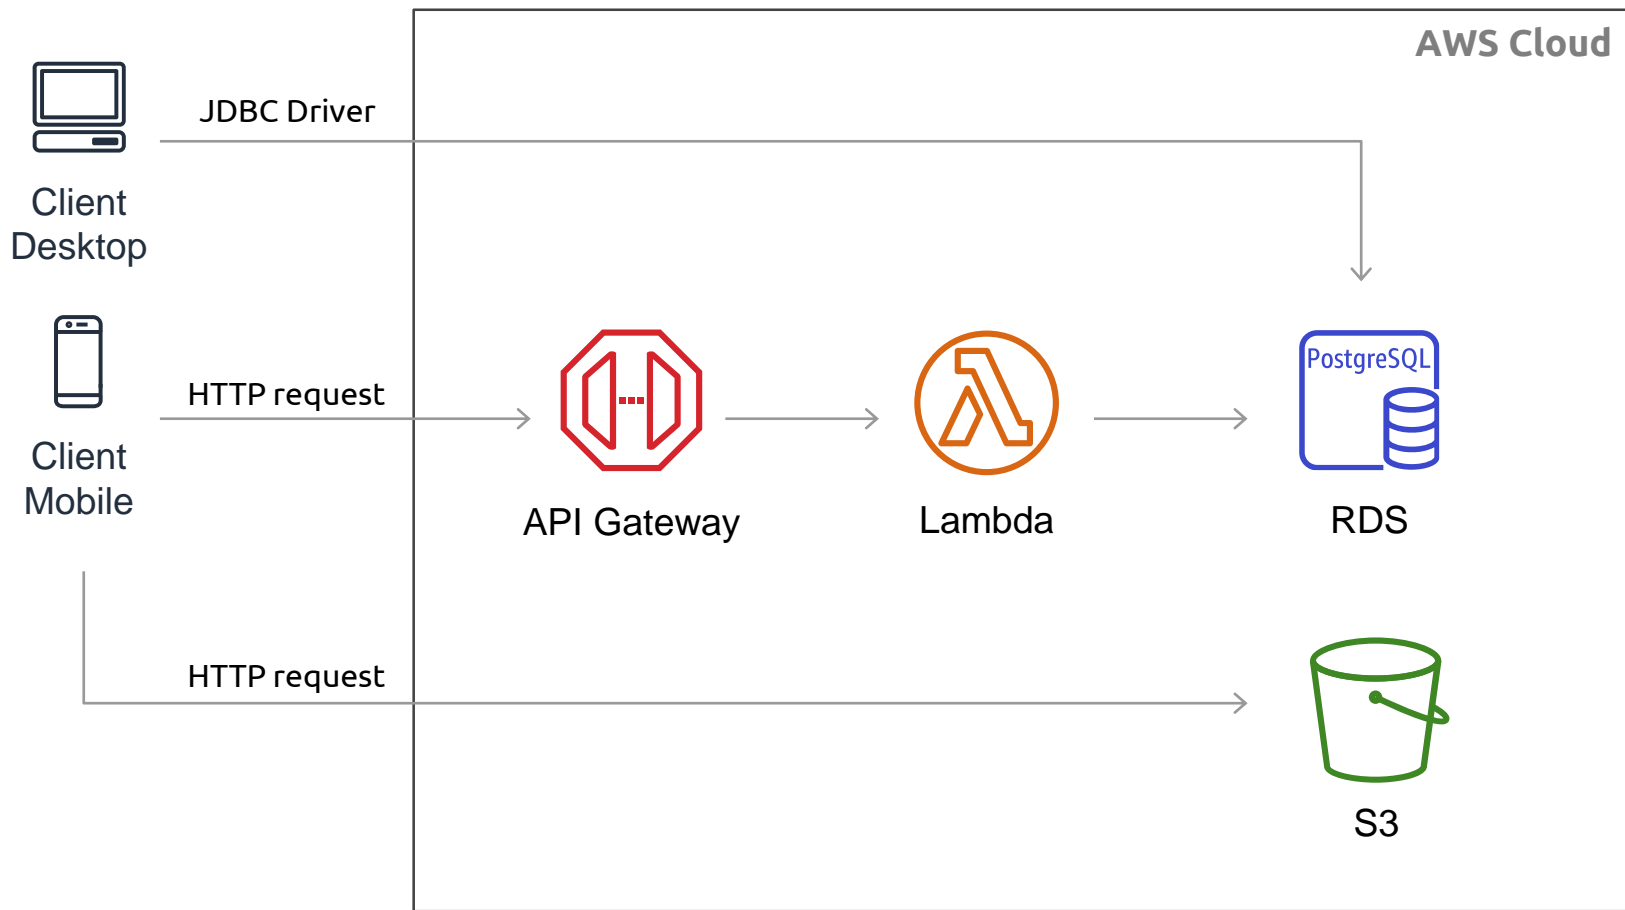 AWS Cloud
JDBC Driver
Client
Desktop
HTTP request
PostgreSQL
Client
Mobile
API Gateway
Lambda
RDS
HTTP request
S3